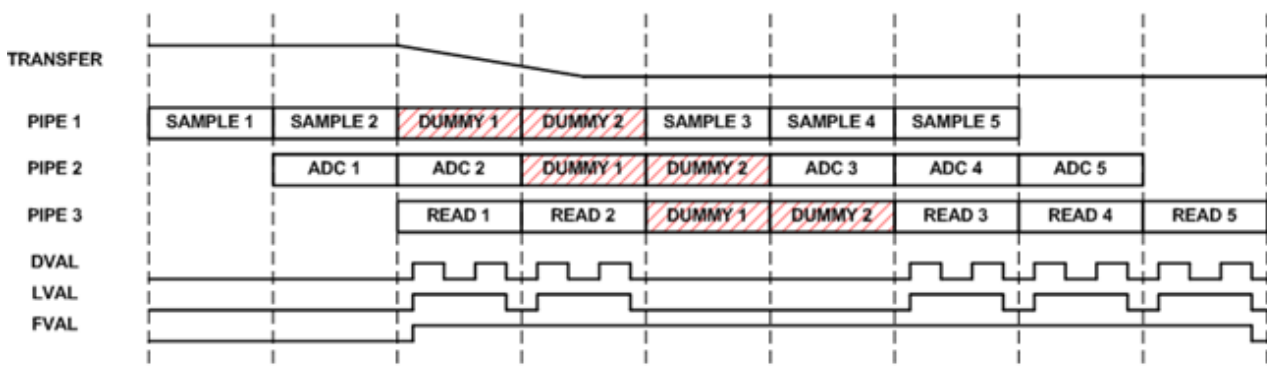 TRANSFER
PIPE 1 SAMPLE 1 SAMPLE 2 DUMMY 1 DUMMY 2 SAMPLE 3 SAMPLE 4 SAMPLE 5
PIPE 2 ADC 1 ADC 2 DUMMY 1 DUMMY 2 ADC 3 ADC 4 ADC 5
PIPE 3 READ 1 READ 2 DUMMY 1 DUMMY 2 READ 3 READ 4 READ 5
DVAL
LVAL
FVAL